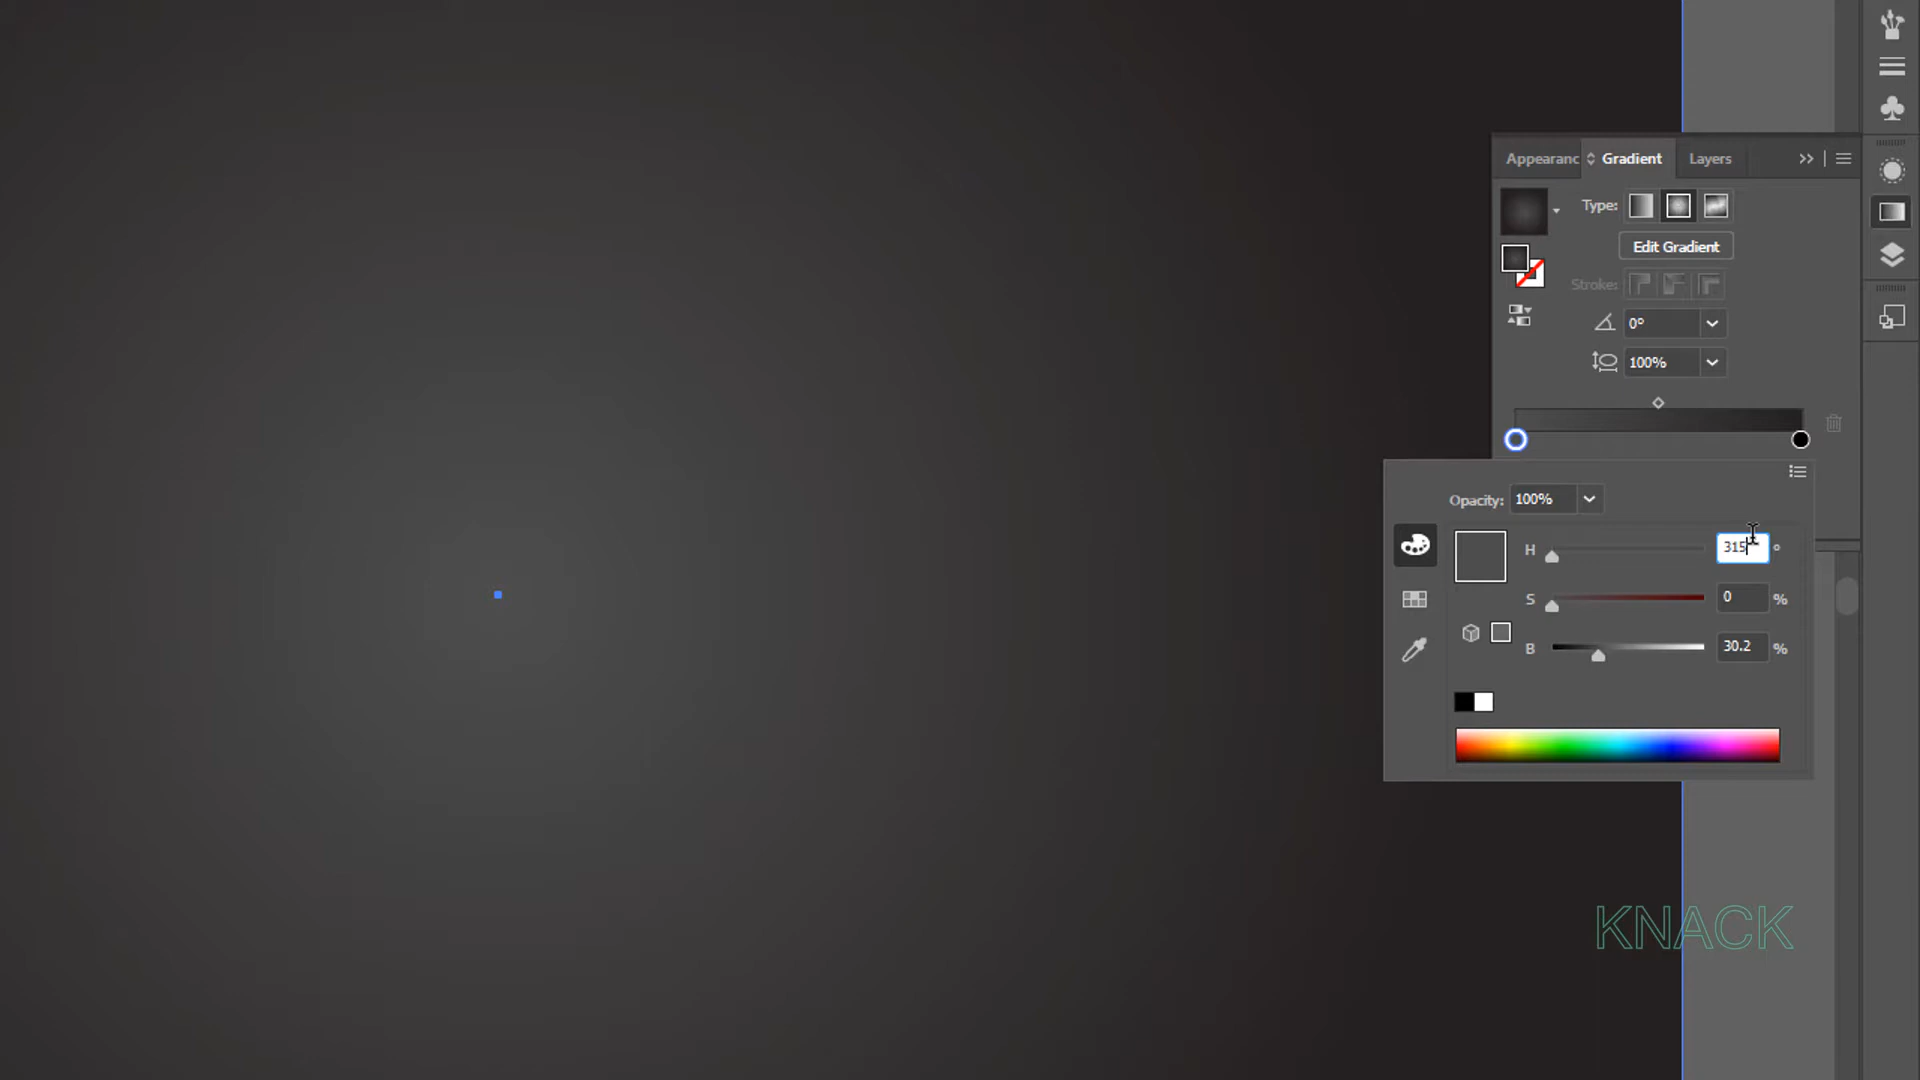 Appearanc Gradient Layers
Type:
Edit Gradient
Stroke:
0°
100%
Opacity: 100%
H 315 °
S 0 %
B 30.2 %
KNACK